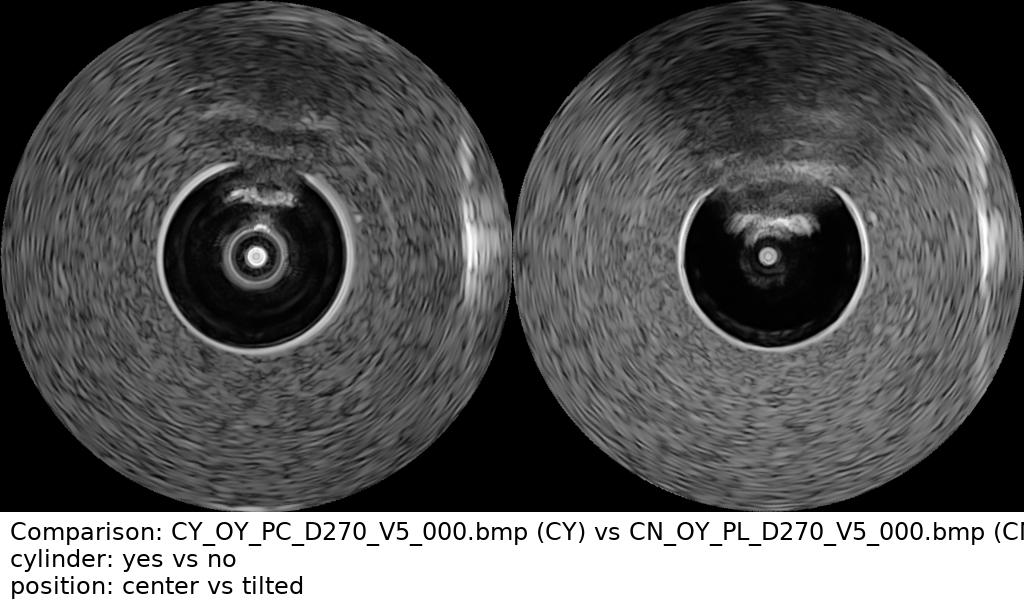 Comparison: CY_OY_PC_D270_V5_000.bmp (CY) vs CN_OY_PL_D270_V5_000.bmp
cylinder: yes vs no
position: center vs tilted